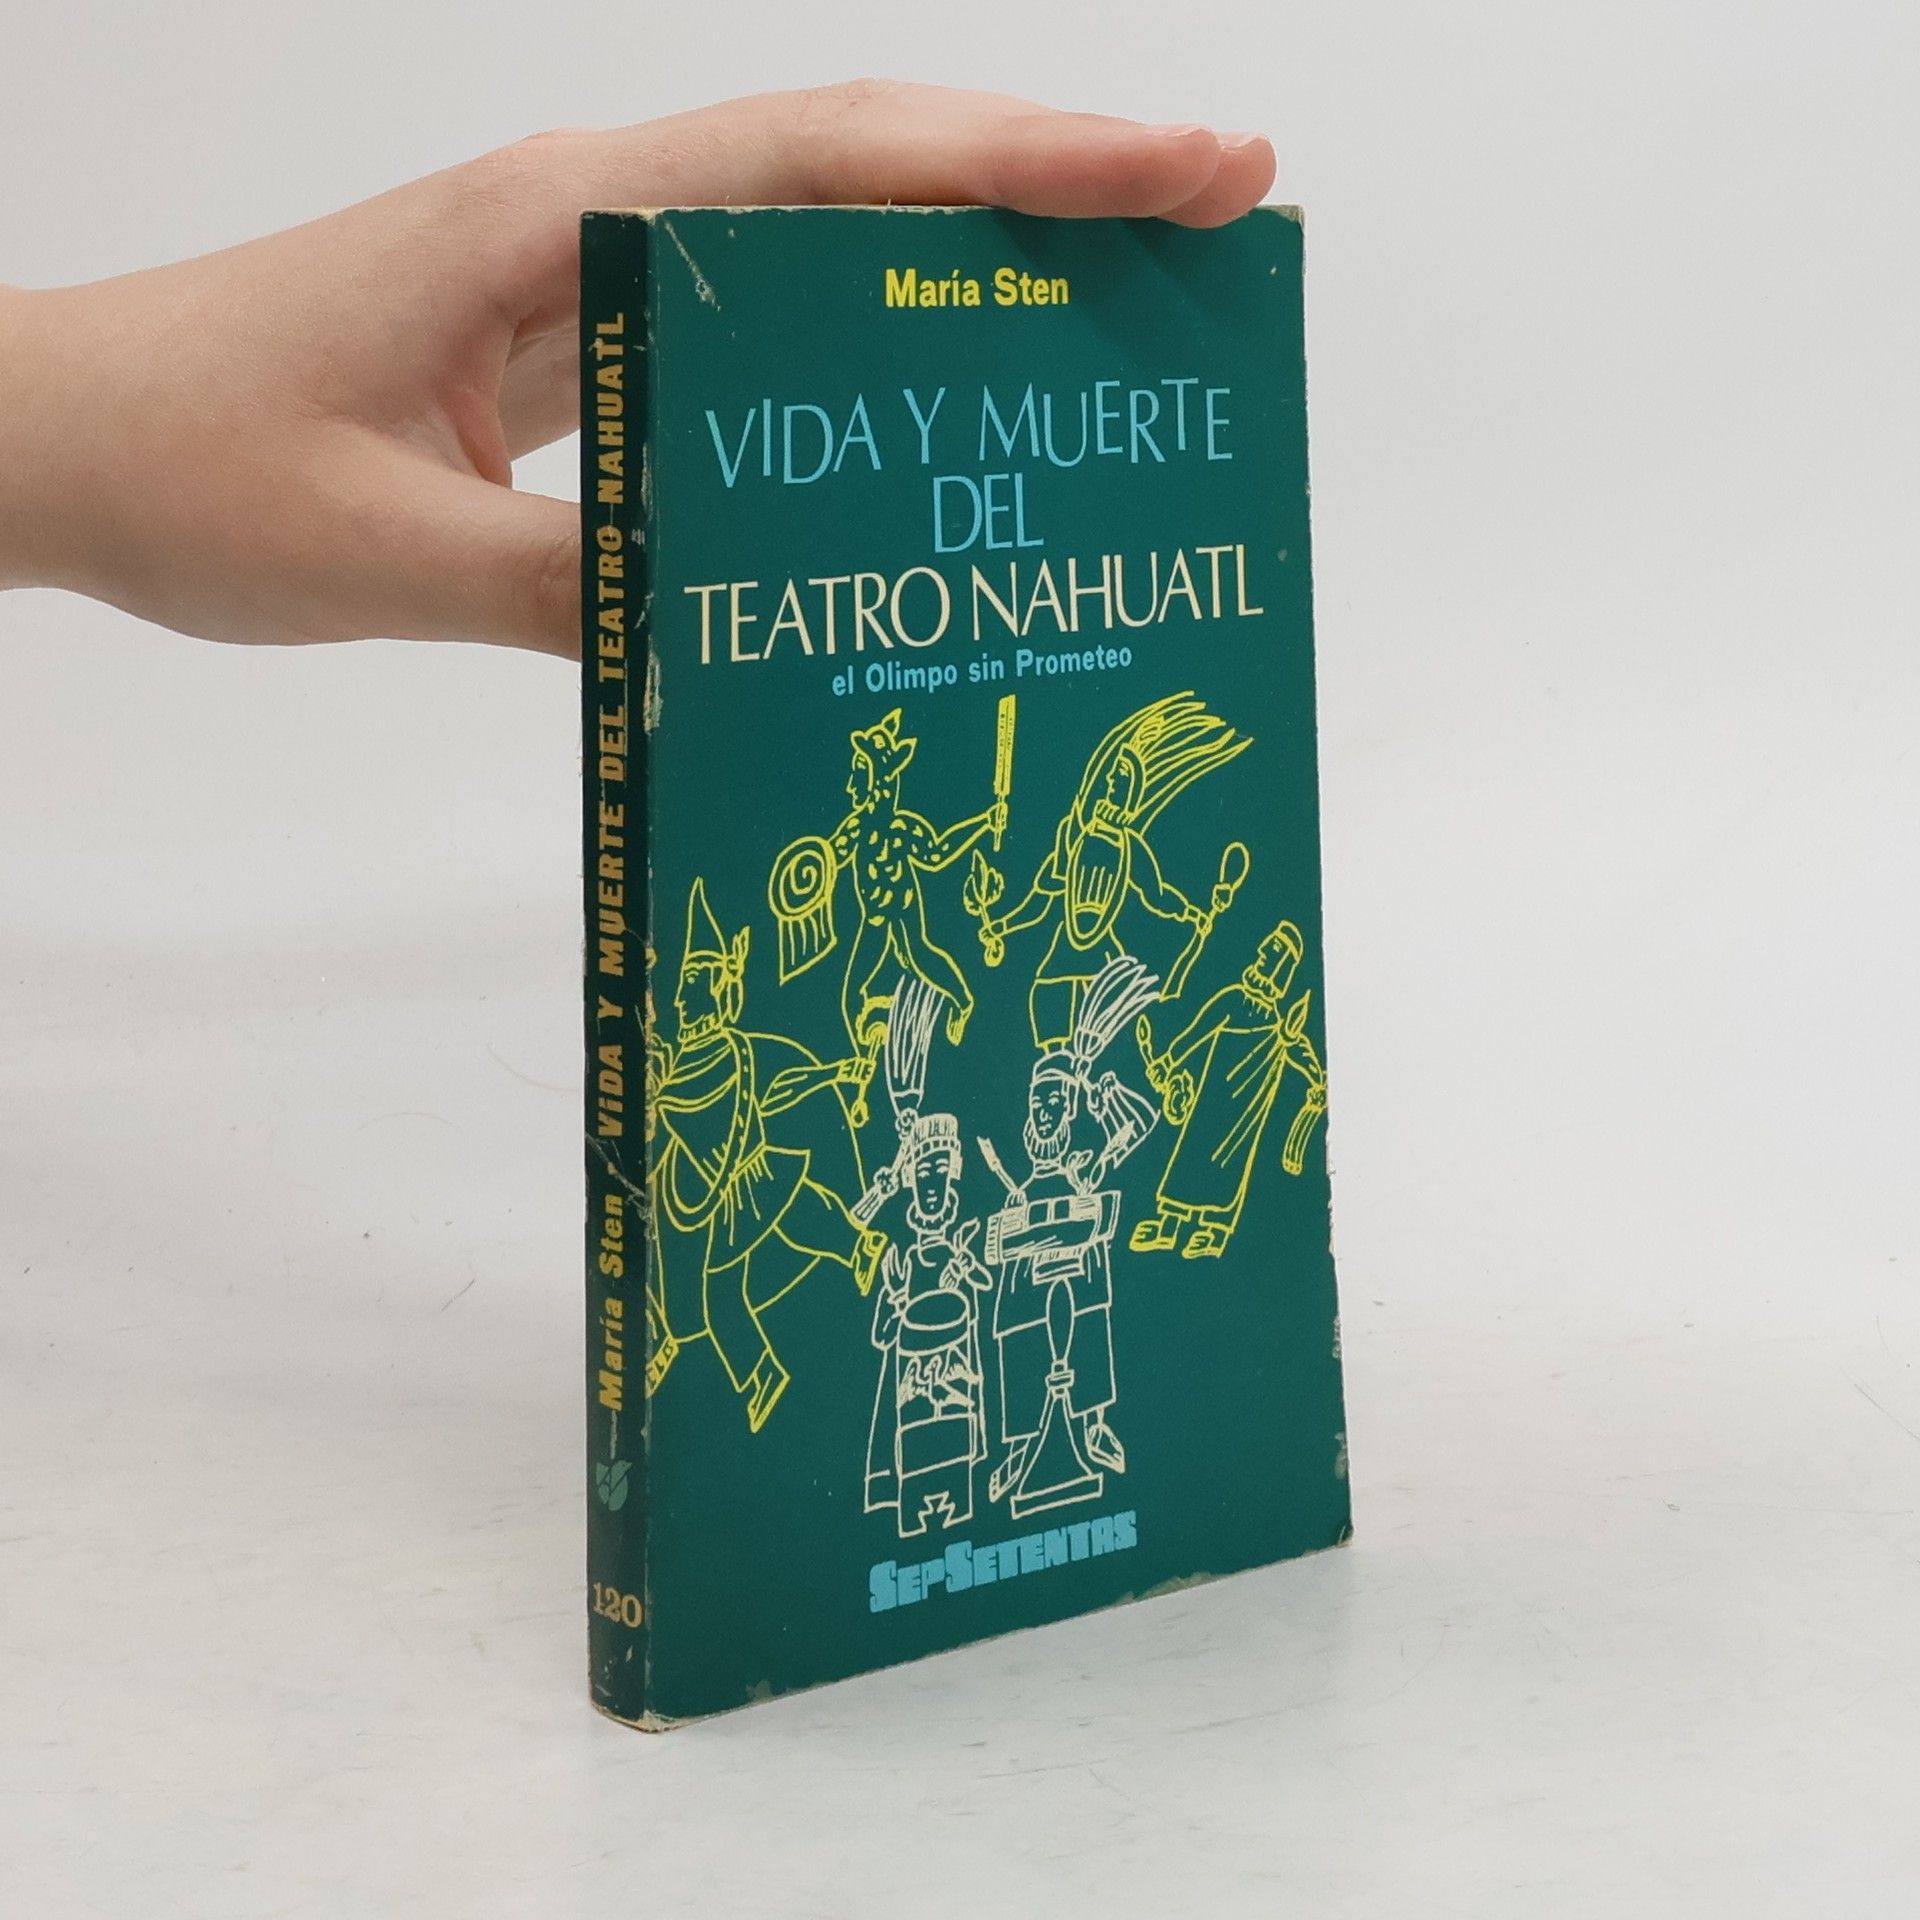 María Sten
VIDA Y MUERTE
DEL
TEATRO NAHUATL
el Olimpo sin Prometeo
SEPSETENTAS
María Sten . VIDA Y MUERTE DEL TEATRO NAHUATL
120